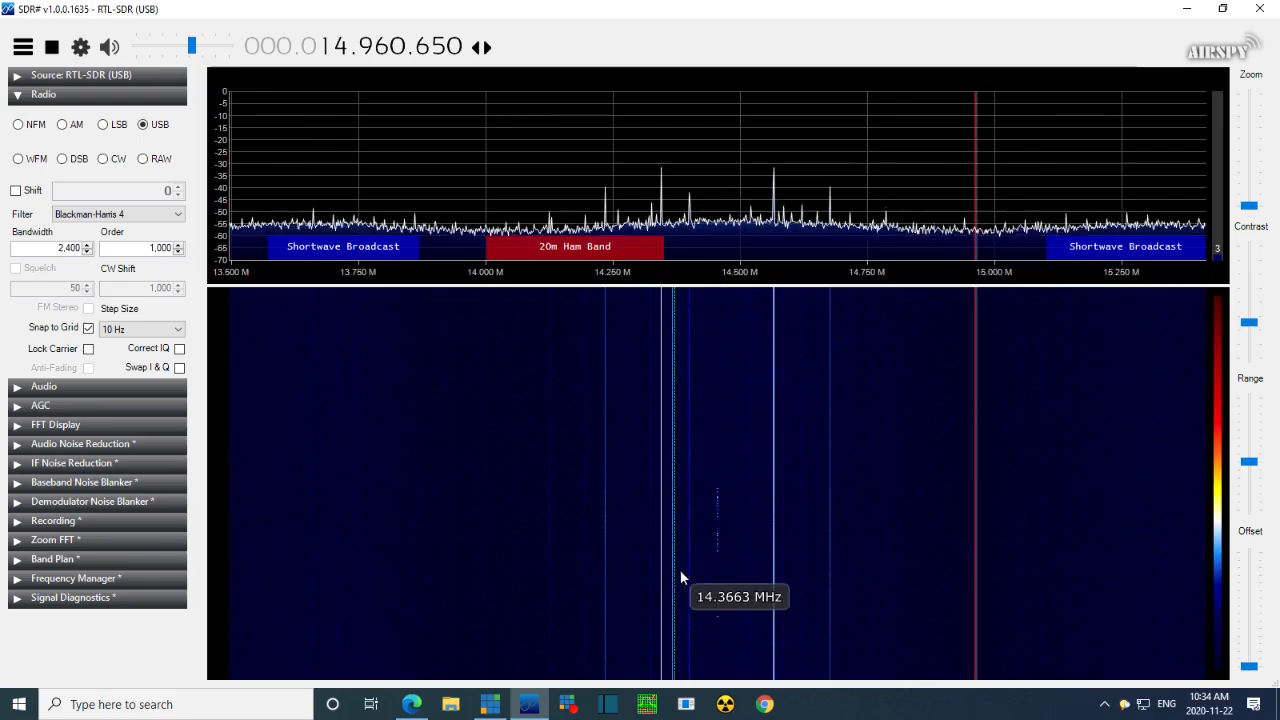 SDR# v1.0.0.1635 - RTL-SDR (USB)
000.014.960.650
AIRSPY
Source: RTL-SDR (USB)
Radio
NFM AM LSB USB
WFM DSB CW RAW
Shift 0
Filter Blackman-Harris 4
Bandwidth Order
2,400 1,000
Squelch CW Shift
50 1,000
FM Stereo Step Size
Snap to Grid 10 Hz
Lock Carrier Correct IQ
Anti-Fading Swap I & Q
Audio
AGC
FFT Display
Audio Noise Reduction *
IF Noise Reduction *
Baseband Noise Blanker *
Demodulator Noise Blanker *
Recording *
Zoom FFT *
Band Plan *
Frequency Manager *
Signal Diagnostics *
0
-5
-10
-15
-20
-25
-30
-35
-40
-45
-50
-55
-60
-65
-70
Shortwave Broadcast 20m Ham Band Shortwave Broadcast
3
13.500 M 13.750 M 14.000 M 14.250 M 14.500 M 14.750 M 15.000 M 15.250 M
14.3663 MHz
Zoom
Contrast
Range
Offset
Type here to search
ENG
10:34 AM
2020-11-22